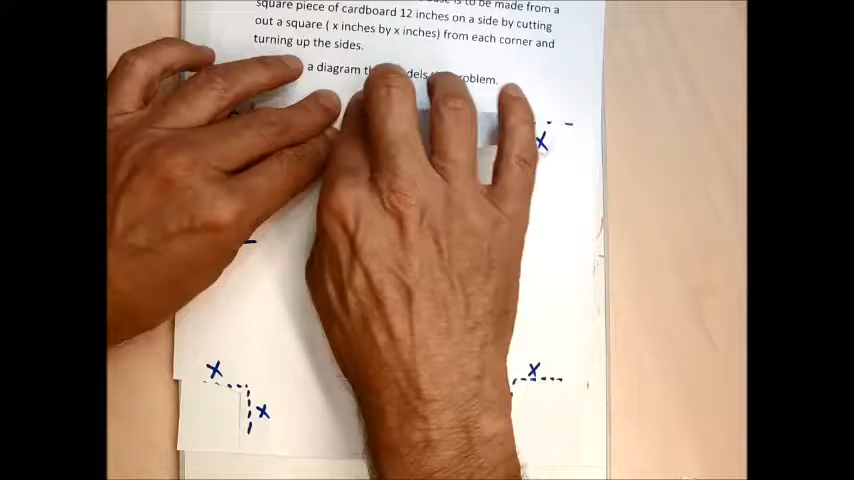 square piece of cardboard 12 inches on a side by cutting
out a square ( x inches by x inches) from each corner and
turning up the sides.
a diagram problem.
X
X
X
X